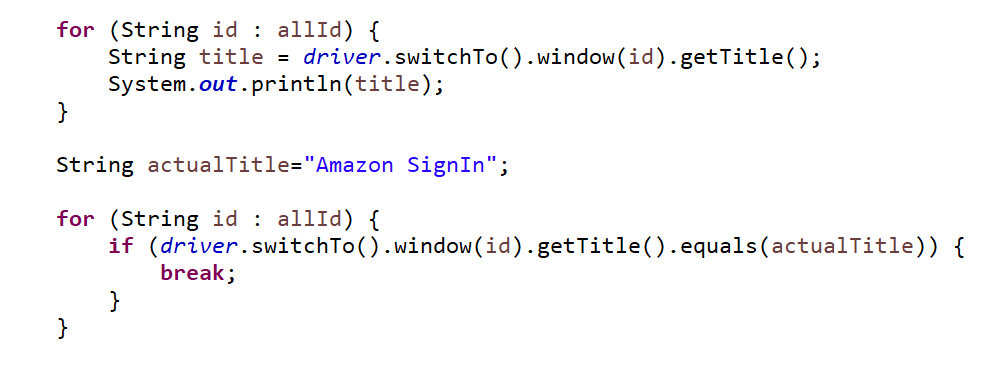 for (String id : allId) {
    String title = driver.switchTo().window(id).getTitle();
    System.out.println(title);
}
String actualTitle="Amazon SignIn";
for (String id : allId) {
    if (driver.switchTo().window(id).getTitle().equals(actualTitle)) {
        break;
    }
}